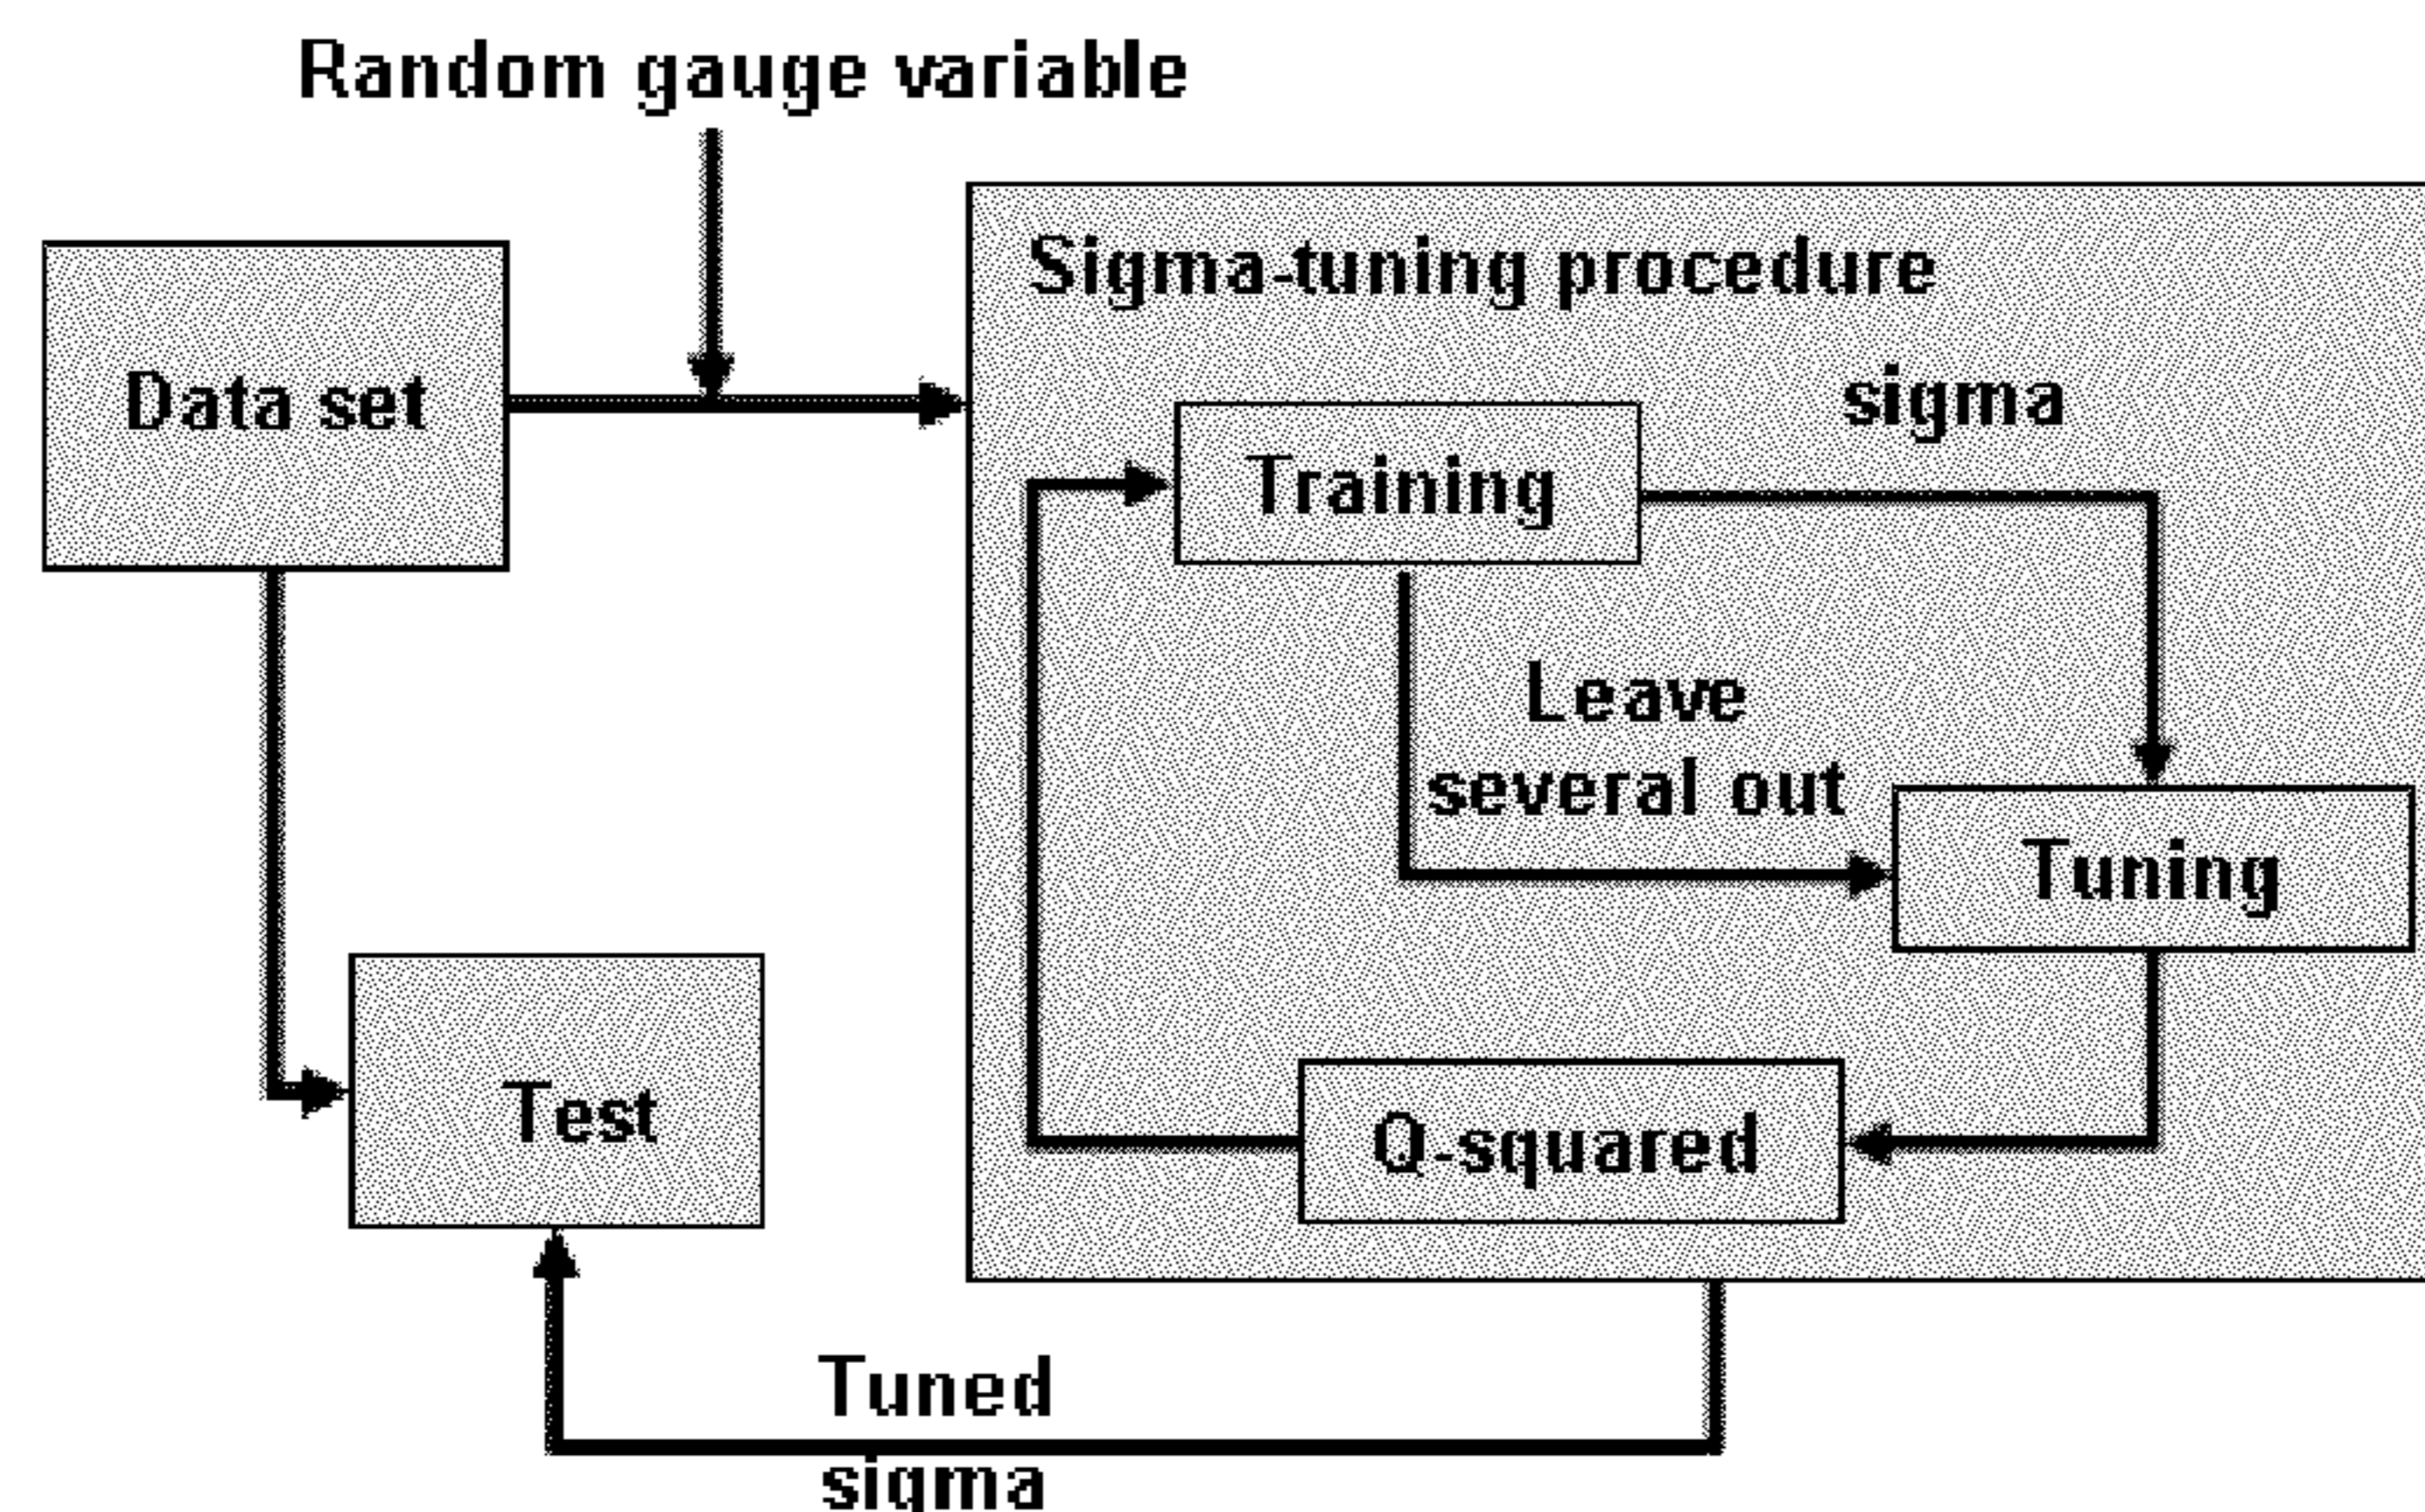 Random gauge variable
Sigma-tuning procedure
Data set
sigma
Training
Leave
several out
Tuning
Test
Q-squared
Tuned
sigma